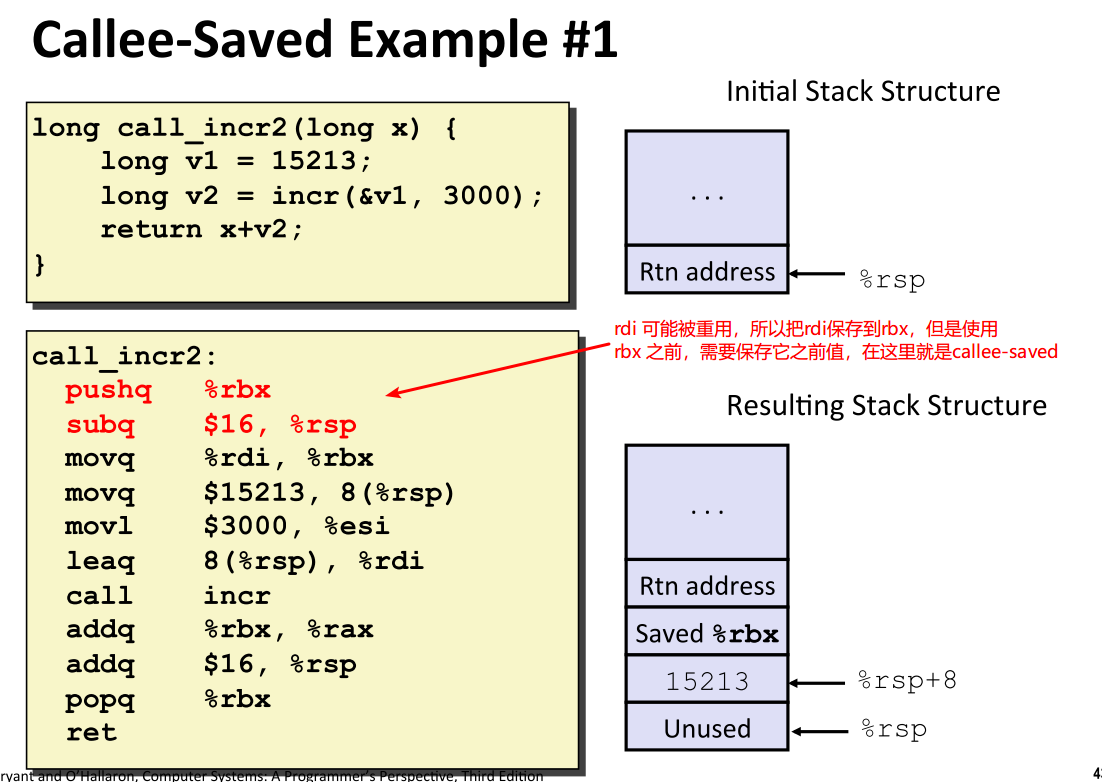 Callee-Saved Example #1
Initial Stack Structure
long call_incr2(long x) {
    long v1 = 15213;
    long v2 = incr(&v1, 3000);
    return x+v2;
}
...
Rtn address
%rsp
rdi 可能被重用，所以把rdi保存到rbx，但是使用
rbx 之前，需要保存它之前值，在这里就是callee-saved
call_incr2:
  pushq   %rbx
  subq    $16, %rsp
  movq    %rdi, %rbx
  movq    $15213, 8(%rsp)
  movl    $3000, %esi
  leaq    8(%rsp), %rdi
  call    incr
  addq    %rbx, %rax
  addq    $16, %rsp
  popq    %rbx
  ret
Resulting Stack Structure
...
Rtn address
Saved %rbx
15213
%rsp+8
Unused
%rsp
ryant and O'Hallaron, Computer Systems: A Programmer's Perspective, Third Edition